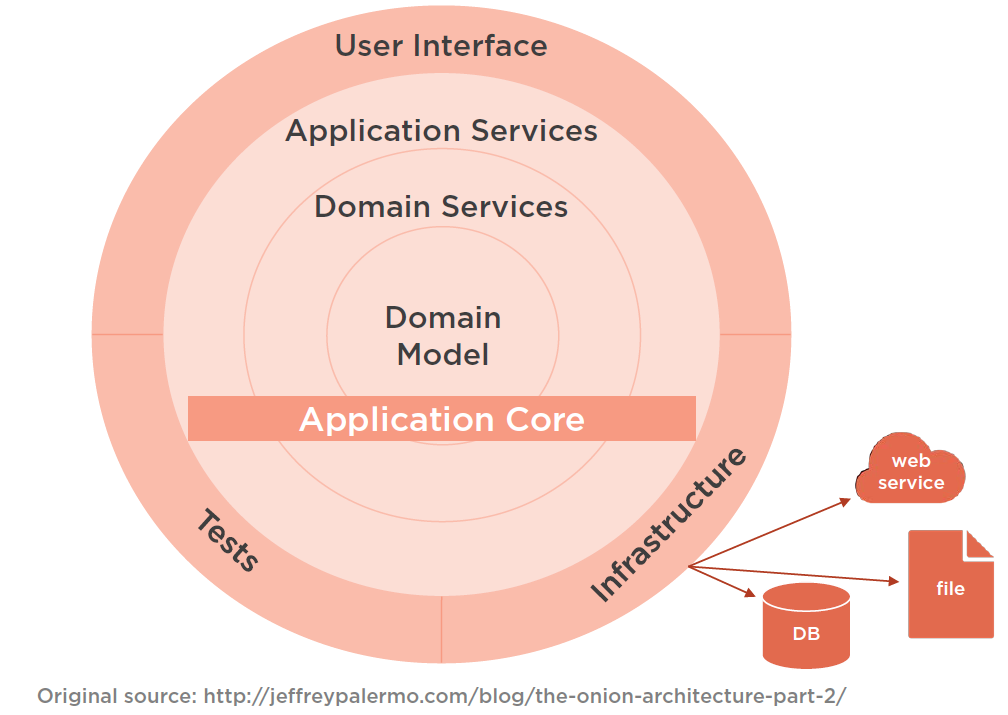 User Interface
Application Services
Domain Services
Domain
Model
Application Core
Tests
Infrastructure
web
service
file
DB
Original source: http://jeffreypalermo.com/blog/the-onion-architecture-part-2/